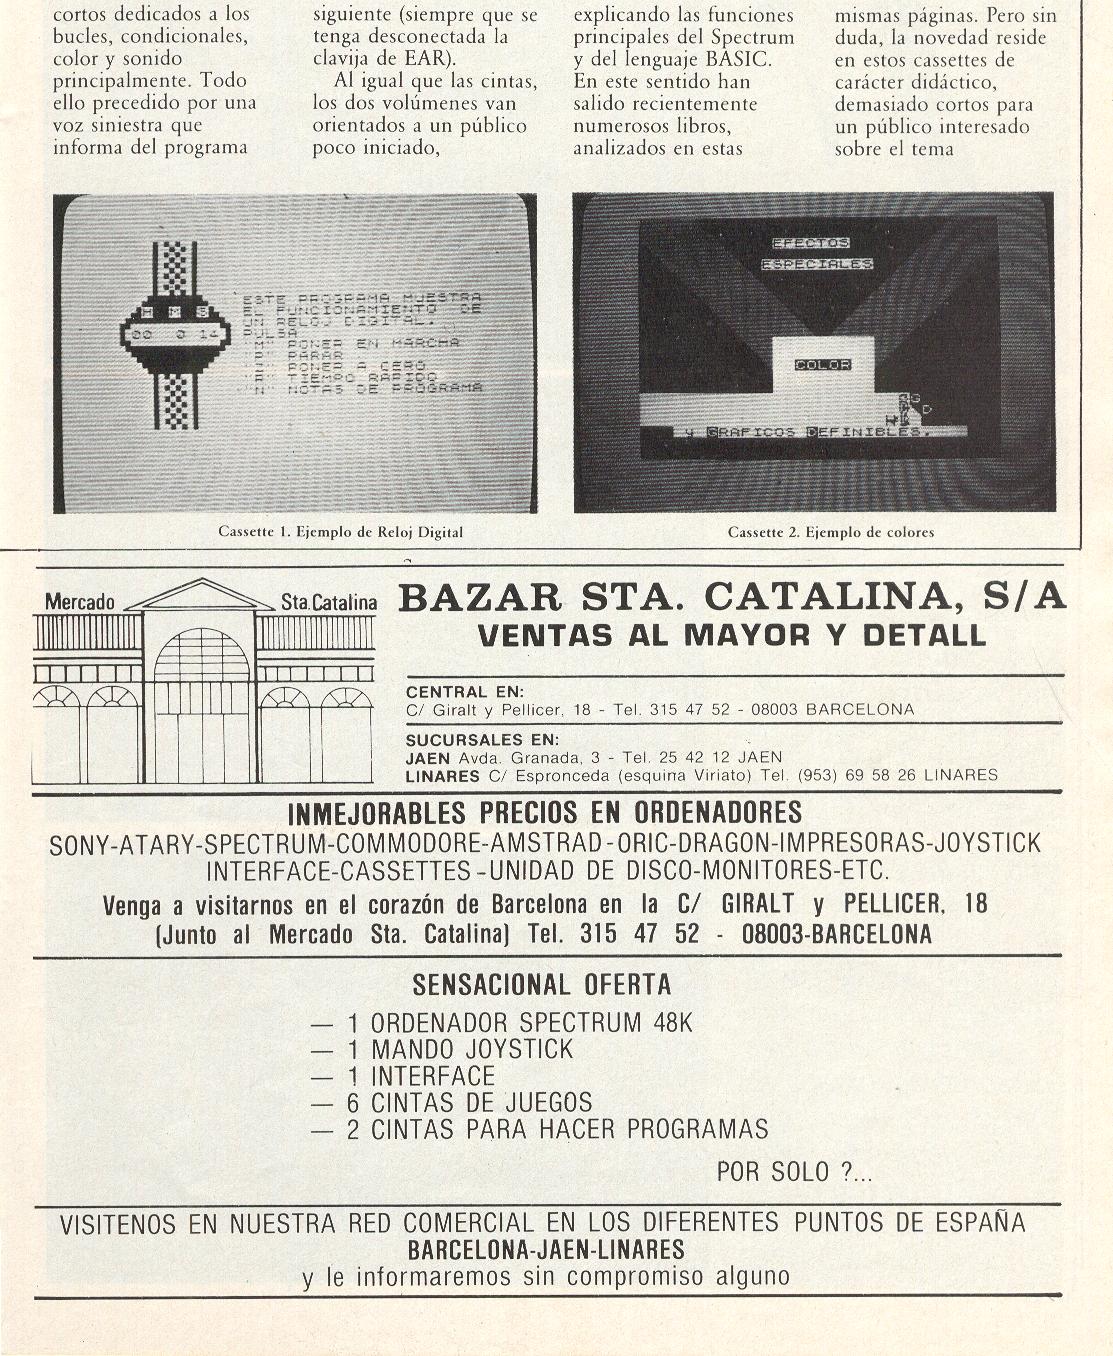 cortos dedicados a los
bucles, condicionales,
color y sonido
principalmente. Todo
ello precedido por una
voz siniestra que
informa del programa
siguiente (siempre que se
tenga desconectada la
clavija de EAR).
Al igual que las cintas,
los dos volúmenes van
orientados a un público
poco iniciado,
explicando las funciones
principales del Spectrum
y del lenguaje BASIC.
En este sentido han
salido recientemente
numerosos libros,
analizados en estas
mismas páginas. Pero sin
duda, la novedad reside
en estos cassettes de
carácter didáctico,
demasiado cortos para
un público interesado
sobre el tema
H M S
00 0 14
ESTE PROGRAMA MUESTRA
EL FUNCIONAMIENTO DE
UN RELOJ DIGITAL.
PULSA
"M" PONER EN MARCHA
"P" PARAR
PONER A CERO
TIEMPO RAPIDO
"N" NOTAS DE PROGRAMA
Cassette 1. Ejemplo de Reloj Digital
EFECTOS
ESPECIALES
COLOR
G
D
y GRAFICOS DEFINIBLES.
Cassette 2. Ejemplo de colores
Mercado Sta. Catalina
BAZAR STA. CATALINA, S/A
VENTAS AL MAYOR Y DETALL
CENTRAL EN:
C/ Giralt y Pellicer, 18 - Tel. 315 47 52 - 08003 BARCELONA
SUCURSALES EN:
JAEN Avda. Granada, 3 - Tel. 25 42 12 JAEN
LINARES C/ Espronceda (esquina Viriato) Tel. (953) 69 58 26 LINARES
INMEJORABLES PRECIOS EN ORDENADORES
SONY-ATARY-SPECTRUM-COMMODORE-AMSTRAD-ORIC-DRAGON-IMPRESORAS-JOYSTICK
INTERFACE-CASSETTES-UNIDAD DE DISCO-MONITORES-ETC.
Venga a visitarnos en el corazón de Barcelona en la C/ GIRALT y PELLICER, 18
(Junto al Mercado Sta. Catalina) Tel. 315 47 52 - 08003-BARCELONA
SENSACIONAL OFERTA
— 1 ORDENADOR SPECTRUM 48K
— 1 MANDO JOYSTICK
— 1 INTERFACE
— 6 CINTAS DE JUEGOS
— 2 CINTAS PARA HACER PROGRAMAS
POR SOLO ?...
VISITENOS EN NUESTRA RED COMERCIAL EN LOS DIFERENTES PUNTOS DE ESPAÑA
BARCELONA-JAEN-LINARES
y le informaremos sin compromiso alguno